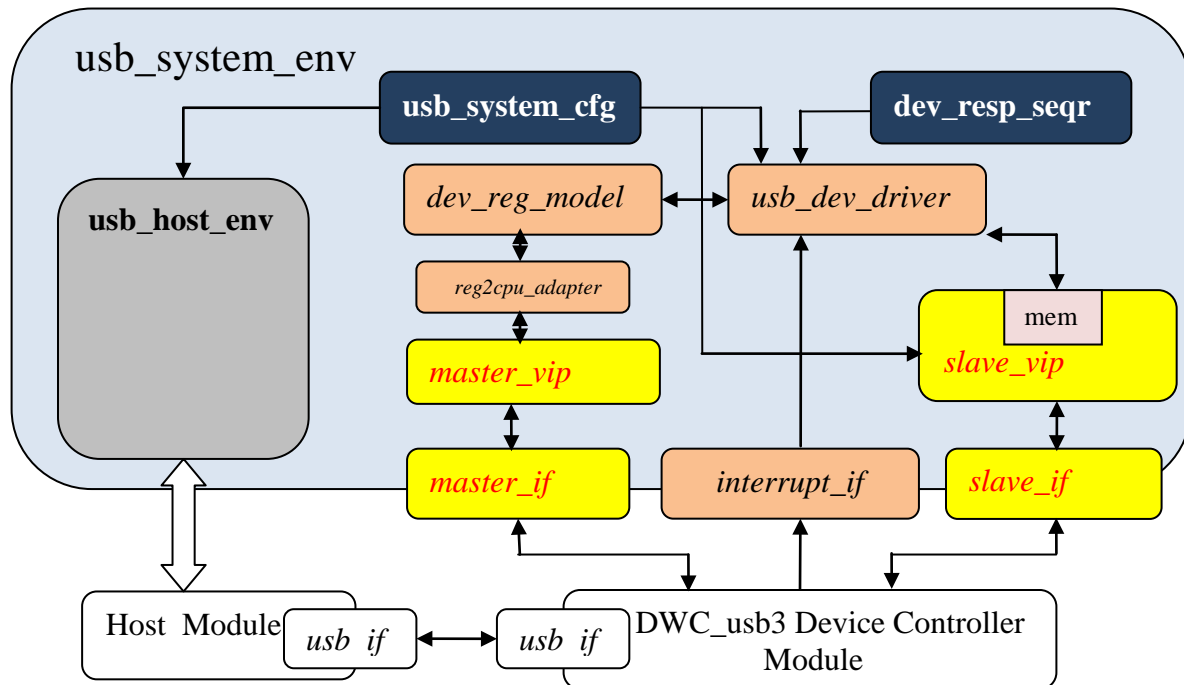 usb_system_env
usb_system_cfg
dev_resp_seqr
usb_host_env
dev_reg_model
usb_dev_driver
reg2cpu_adapter
mem
master_vip
slave_vip
master_if
interrupt_if
slave_if
Host Module
usb if
usb if
DWC_usb3 Device Controller
Module